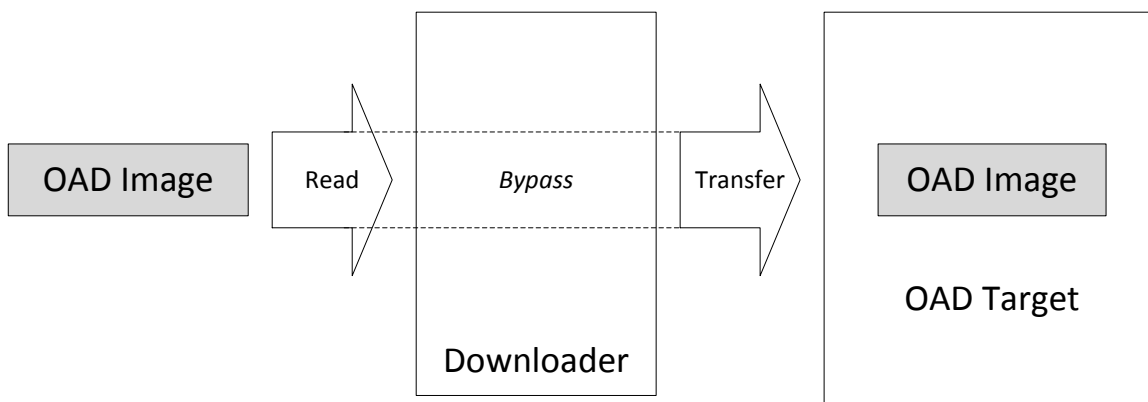 OAD Image
Read
Bypass
Transfer
OAD Image
OAD Target
Downloader